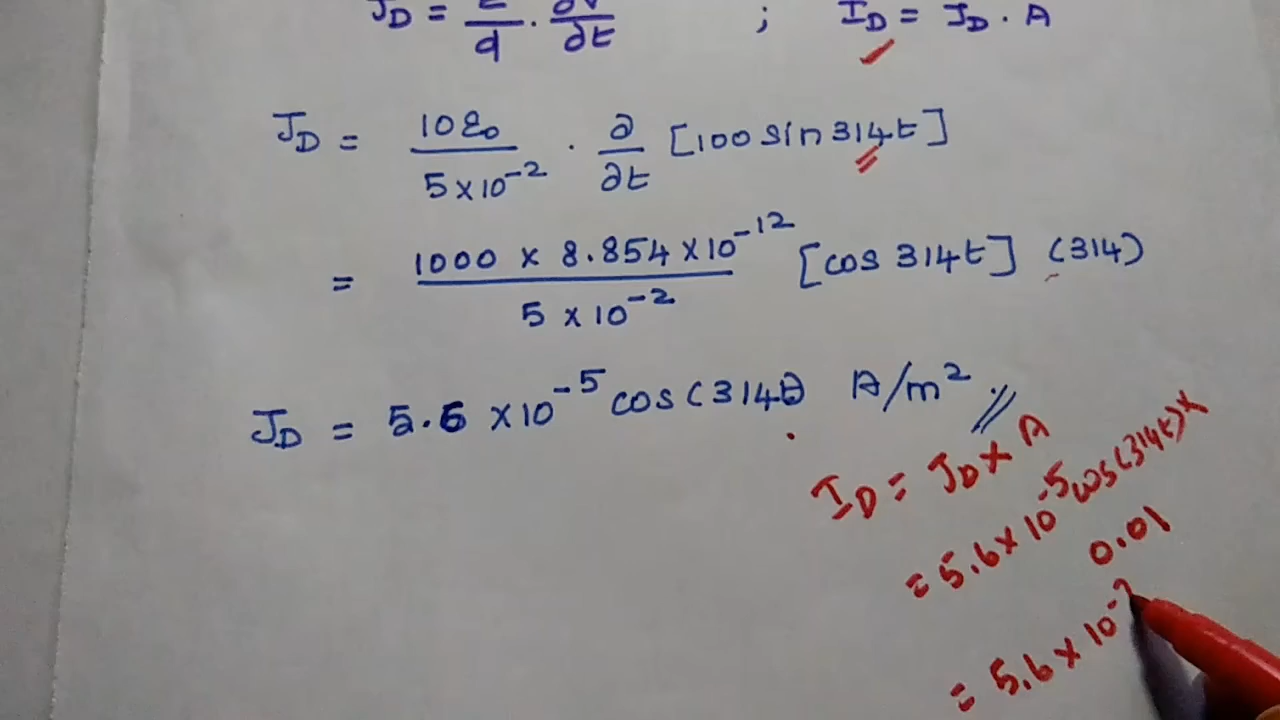 J_D = ε/d · ∂V/∂t ; I_D = J_D · A
J_D = 10ε₀ / 5×10⁻² · ∂/∂t [100 sin 314t]
= 1000 × 8.854 × 10⁻¹² / 5 × 10⁻² [cos 314t] (314)
J_D = 5.6 × 10⁻⁵ cos(314t) A/m².
I_D = J_D × A
= 5.6 × 10⁻⁵ cos(314t) ×
0.01
= 5.6 × 10⁻